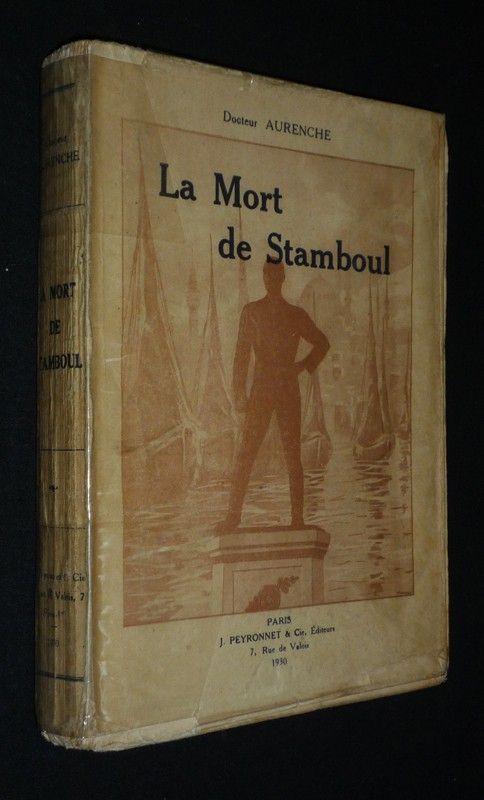 Docteur AURENCHE
La Mort
de Stamboul
PARIS
J. PEYRONNET & Cie, Éditeurs
7, Rue de Valois
1930
LA MORT
DE
STAMBOUL